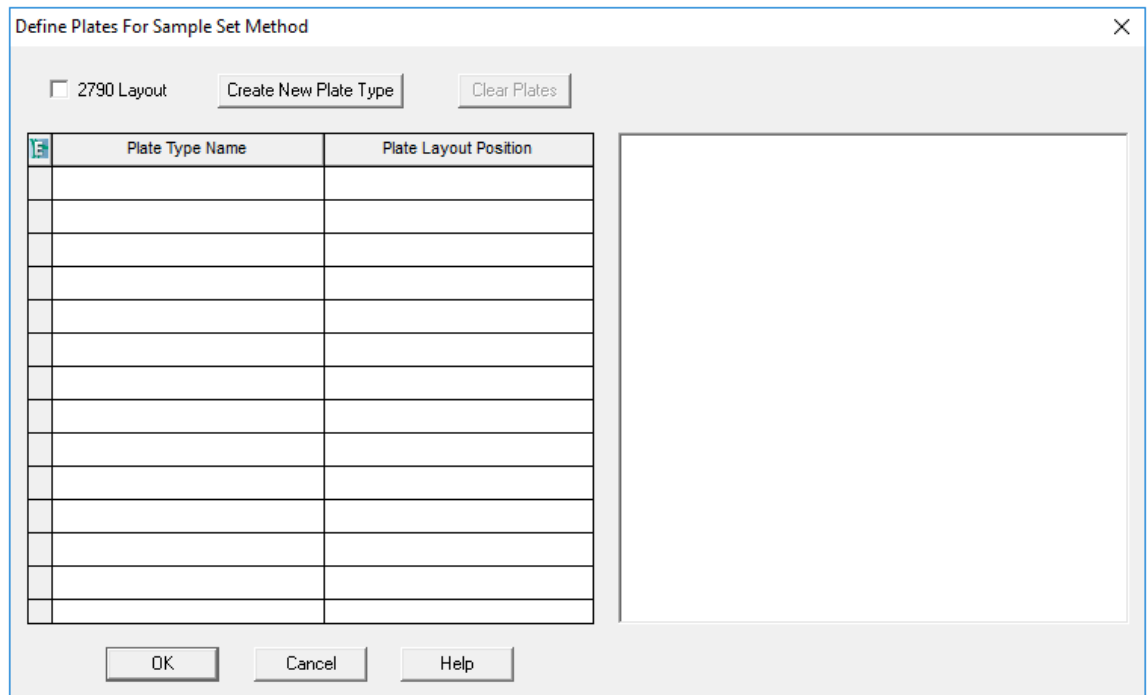 Define Plates For Sample Set Method
2790 Layout Create New Plate Type Clear Plates
Plate Type Name Plate Layout Position
OK Cancel Help